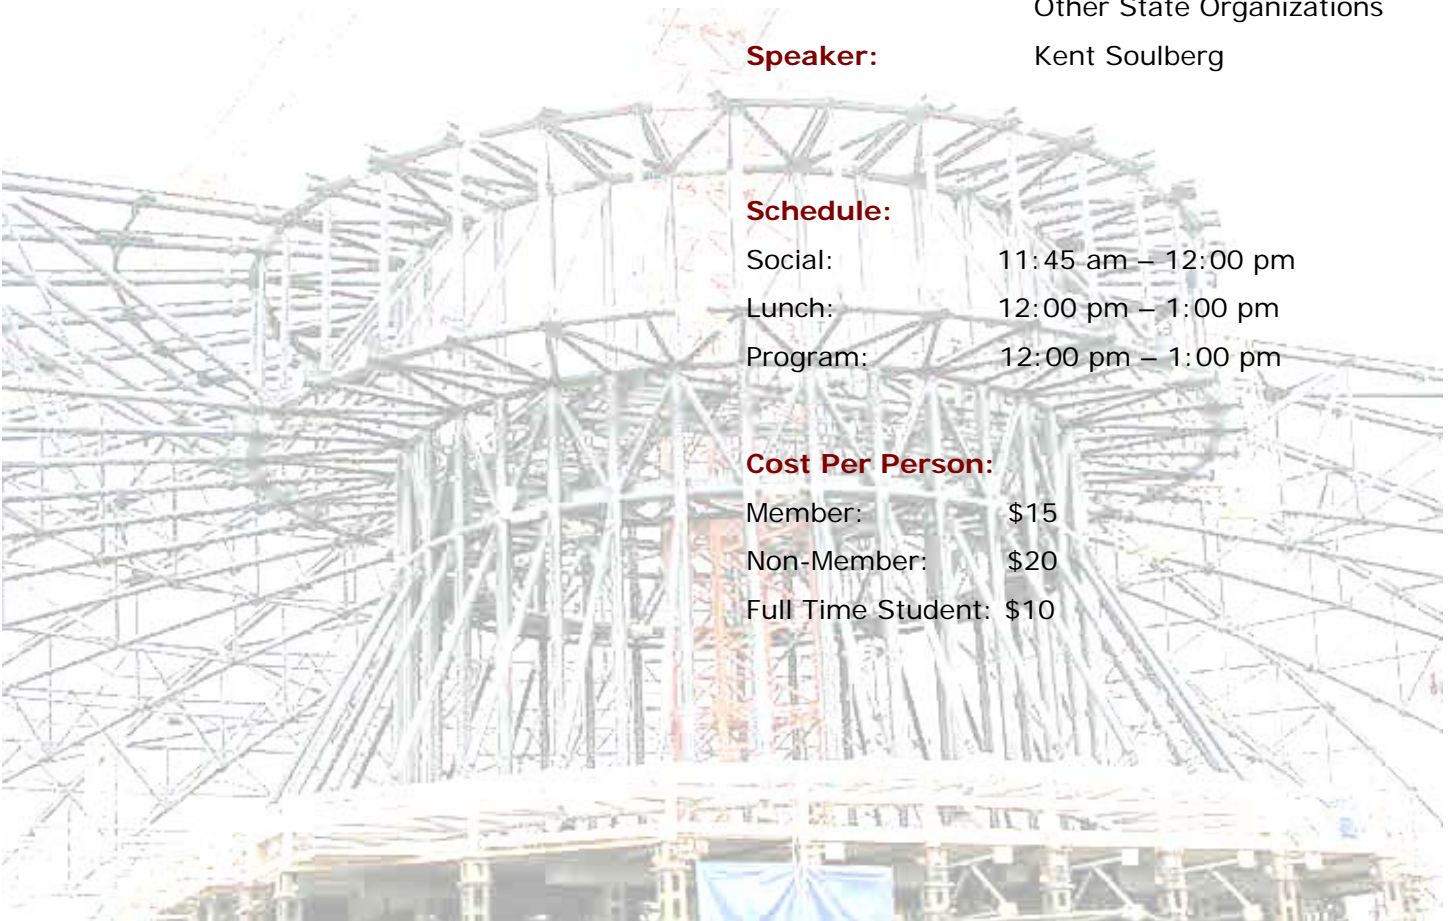 Other State Organizations
Speaker: Kent Soulberg
Schedule:
Social: 11:45 am – 12:00 pm
Lunch: 12:00 pm – 1:00 pm
Program: 12:00 pm – 1:00 pm
Cost Per Person:
Member: $15
Non-Member: $20
Full Time Student: $10